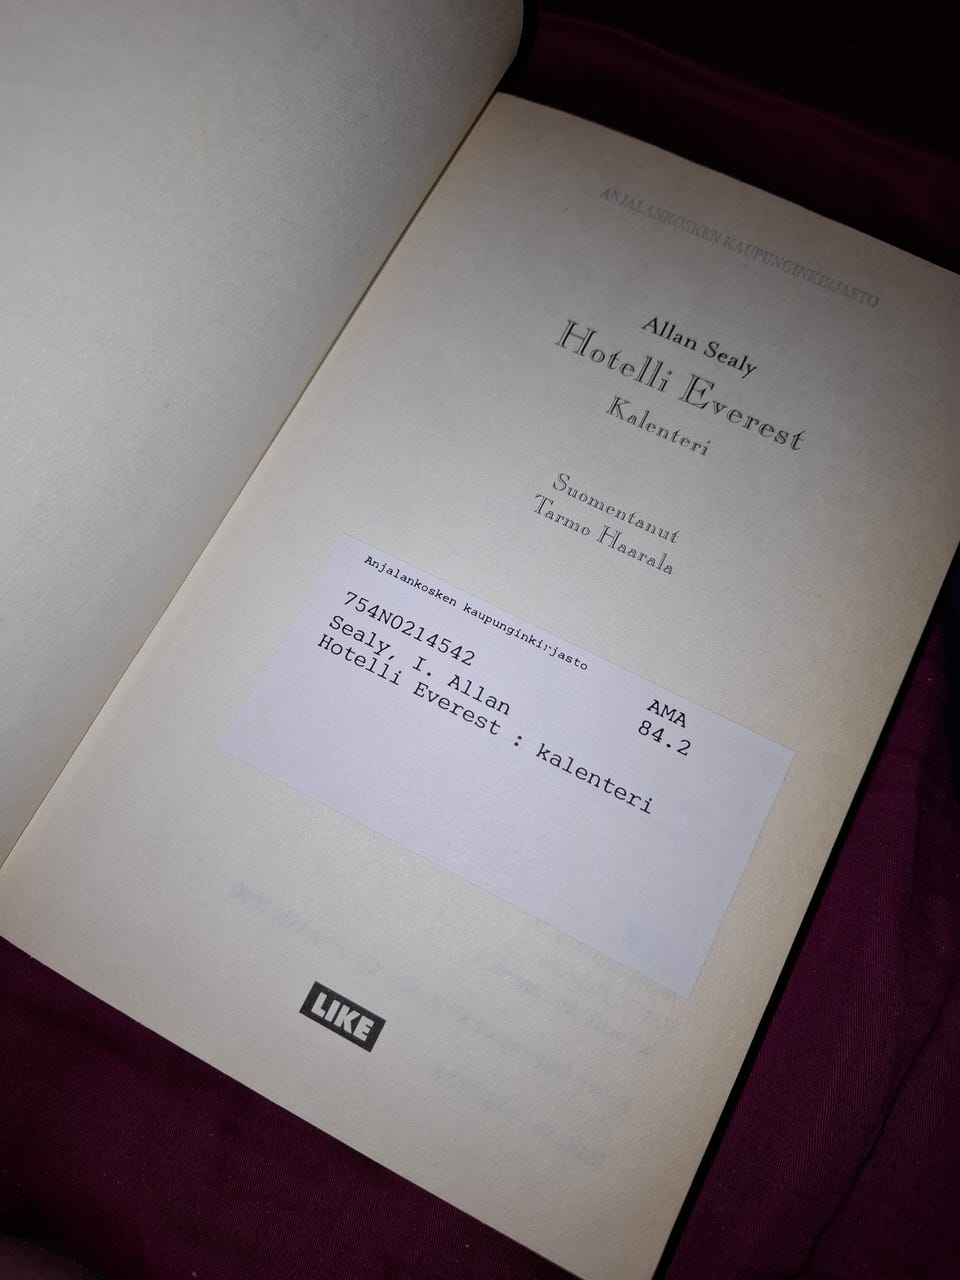 ANJALANKOSKEN KAUPUNGINKIRJASTO
Allan Sealy
Hotelli Everest
Kalenteri
Suomentanut
Tarmo Haarala
Anjalankosken kaupunginkirjasto
754N0214542 AMA
Sealy, I. Allan 84.2
Hotelli Everest : kalenteri
LIKE